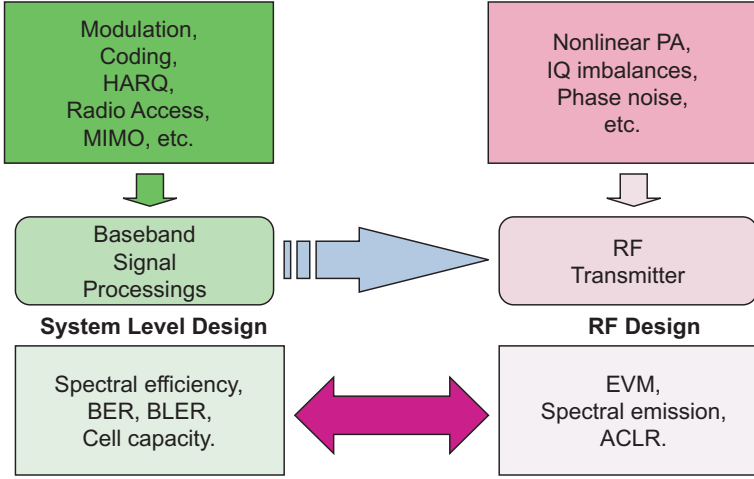 Modulation,
Coding,
HARQ,
Radio Access,
MIMO, etc.
Nonlinear PA,
IQ imbalances,
Phase noise,
etc.
Baseband
Signal
Processings
RF
Transmitter
System Level Design
RF Design
Spectral efficiency,
BER, BLER,
Cell capacity.
EVM,
Spectral emission,
ACLR.